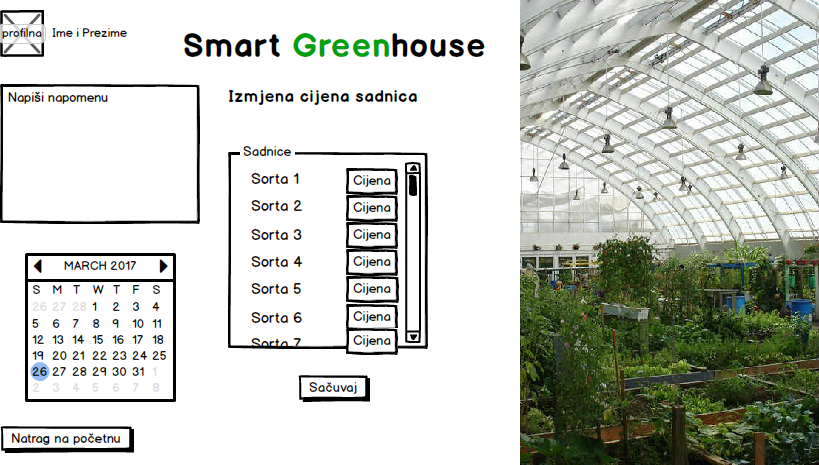 profilna
Ime i Prezime
Smart Greenhouse
Napiši napomenu
Izmjena cijena sadnica
Sadnice
Sorta 1 Cijena
Sorta 2 Cijena
Sorta 3 Cijena
Sorta 4 Cijena
Sorta 5 Cijena
Sorta 6 Cijena
Sorta 7 Cijena
MARCH 2017
S M T W T F S
26 27 28 1 2 3 4
5 6 7 8 9 10 11
12 13 14 15 16 17 18
19 20 21 22 23 24 25
26 27 28 29 30 31 1
2 3 4 5 6 7 8
Sačuvaj
Natrag na početnu